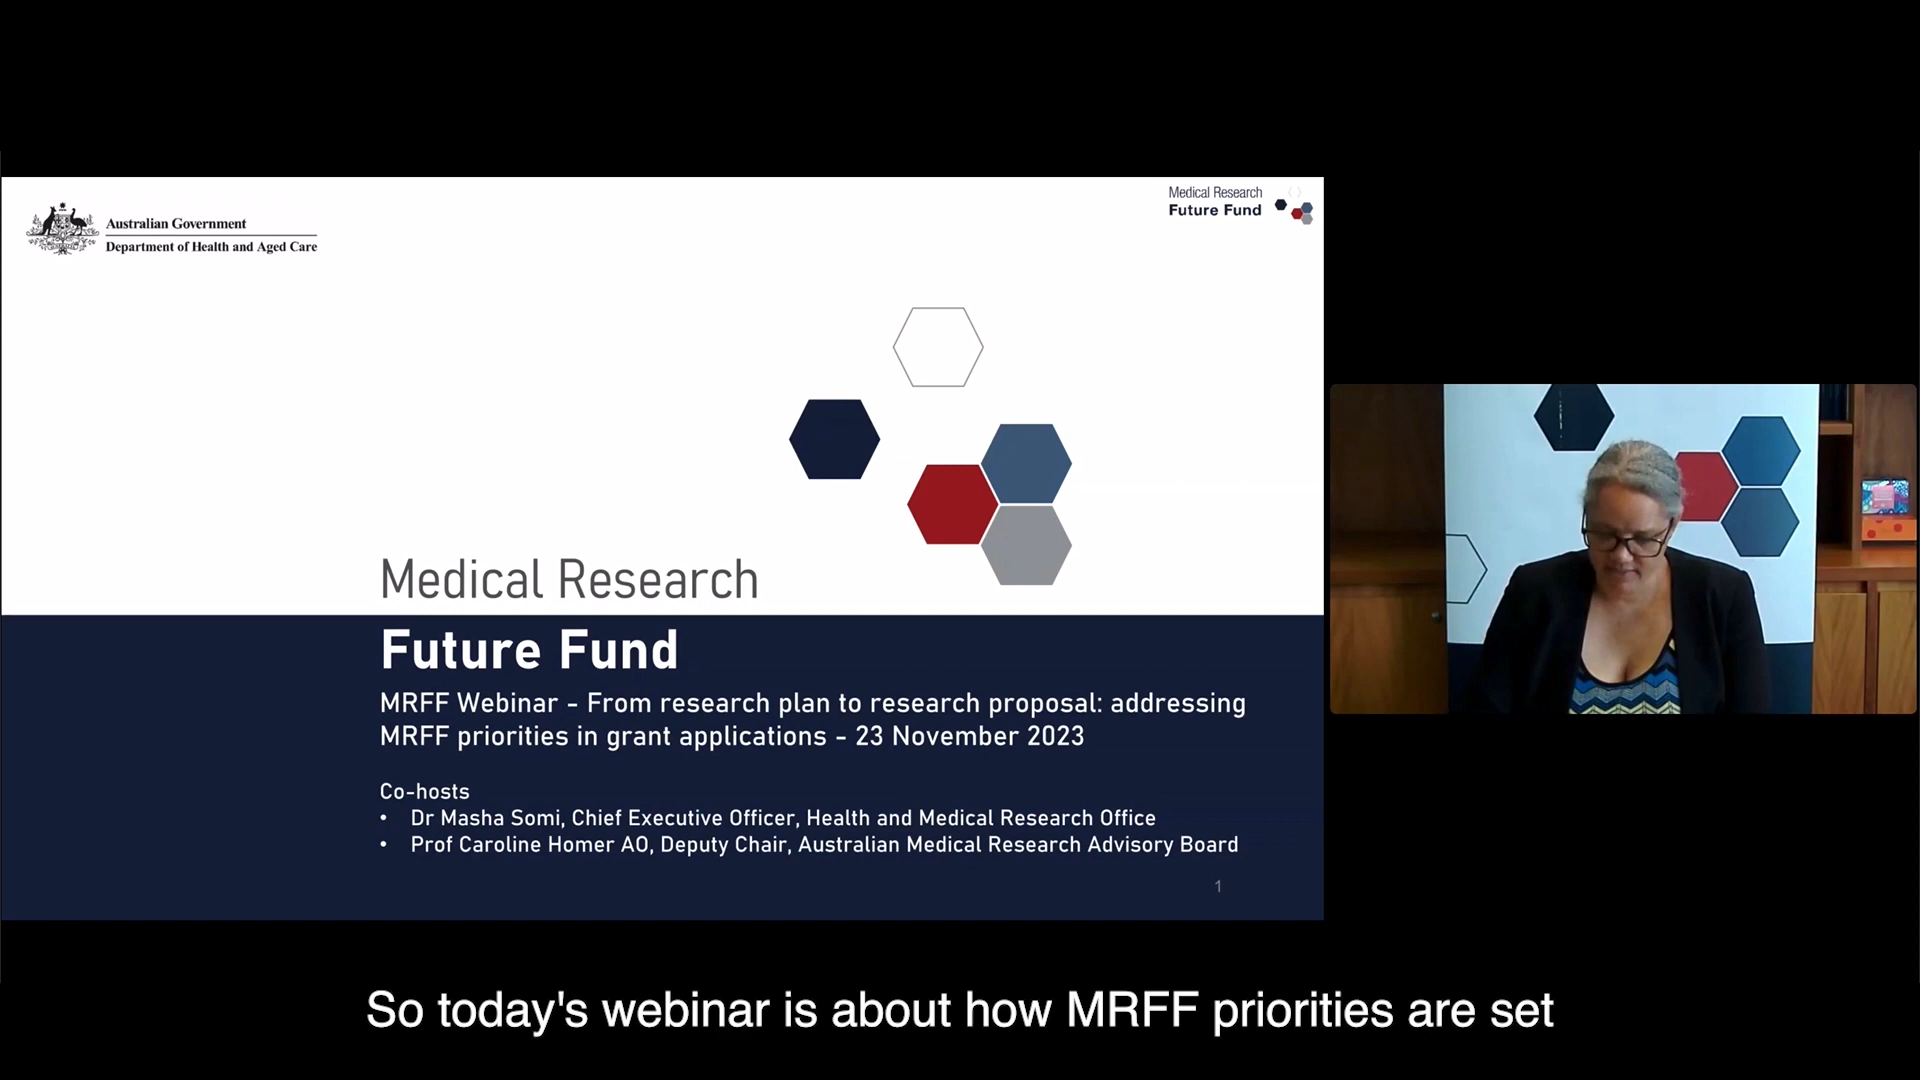 Australian Government
Department of Health and Aged Care
Medical Research
Future Fund
Medical Research
Future Fund
MRFF Webinar - From research plan to research proposal: addressing
MRFF priorities in grant applications - 23 November 2023
Co-hosts
• Dr Masha Somi, Chief Executive Officer, Health and Medical Research Office
• Prof Caroline Homer AO, Deputy Chair, Australian Medical Research Advisory Board
1
So today's webinar is about how MRFF priorities are set